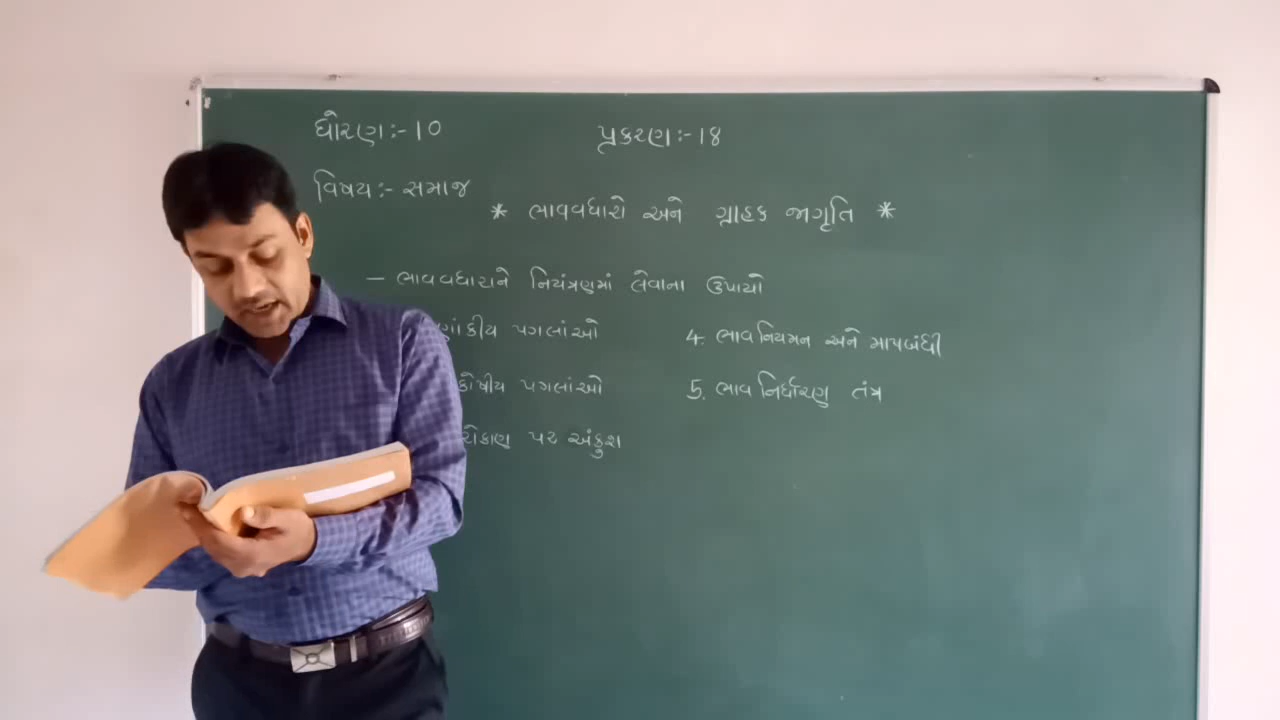 ધોરણ:-10
પ્રકરણ:-18
વિષય:- સમાજ
* ભાવવધારો અને ગ્રાહક જાગૃતિ *
- ભાવવધારાને નિયંત્રણમાં લેવાના ઉપાયો
પગલાંઓ
પગલાંઓ
પર અંકુશ
4. ભાવનિયમન અને માપબંધી
5. ભાવ નિર્ધારણ તંત્ર